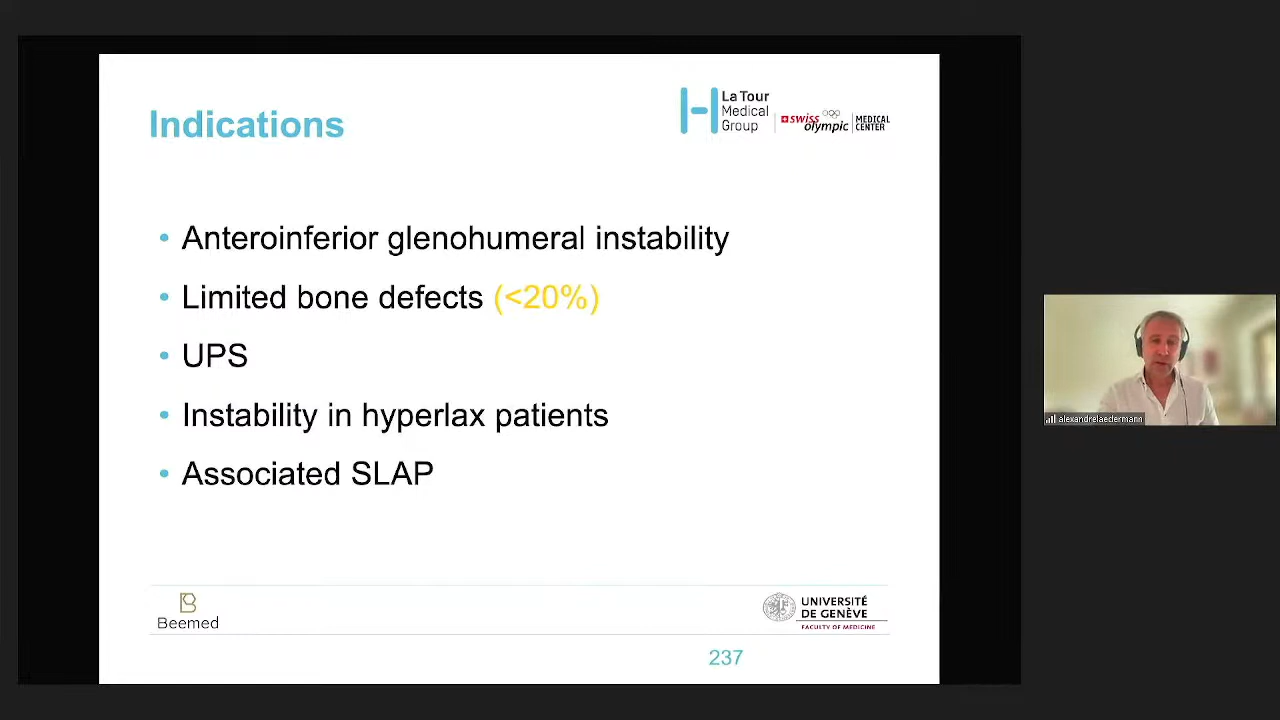 Indications
La Tour
Medical
Group
swiss
olympic
MEDICAL
CENTER
• Anteroinferior glenohumeral instability
• Limited bone defects (<20%)
• UPS
• Instability in hyperlax patients
• Associated SLAP
Beemed
UNIVERSITÉ
DE GENÈVE
FACULTY OF MEDICINE
237
alexandrelaedermann